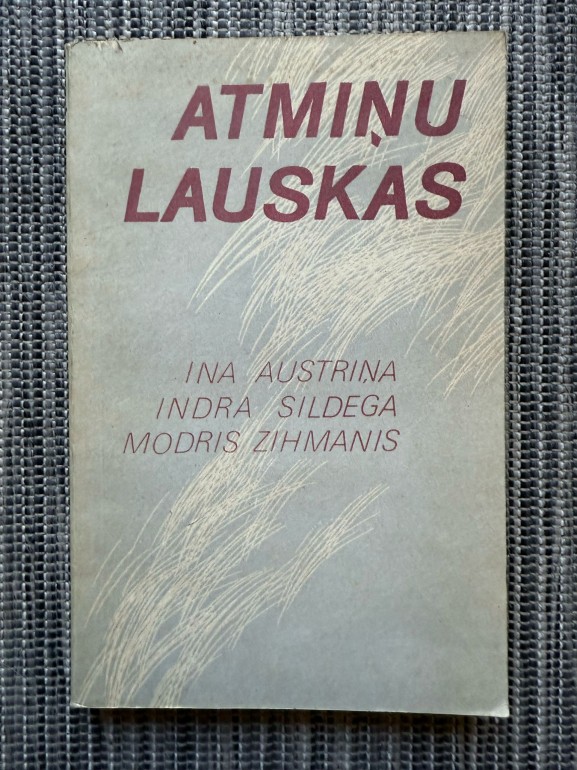 ATMIŅU
LAUSKAS
INA AUSTRIŅA
INDRA SILDEGA
MODRIS ZIHMANIS